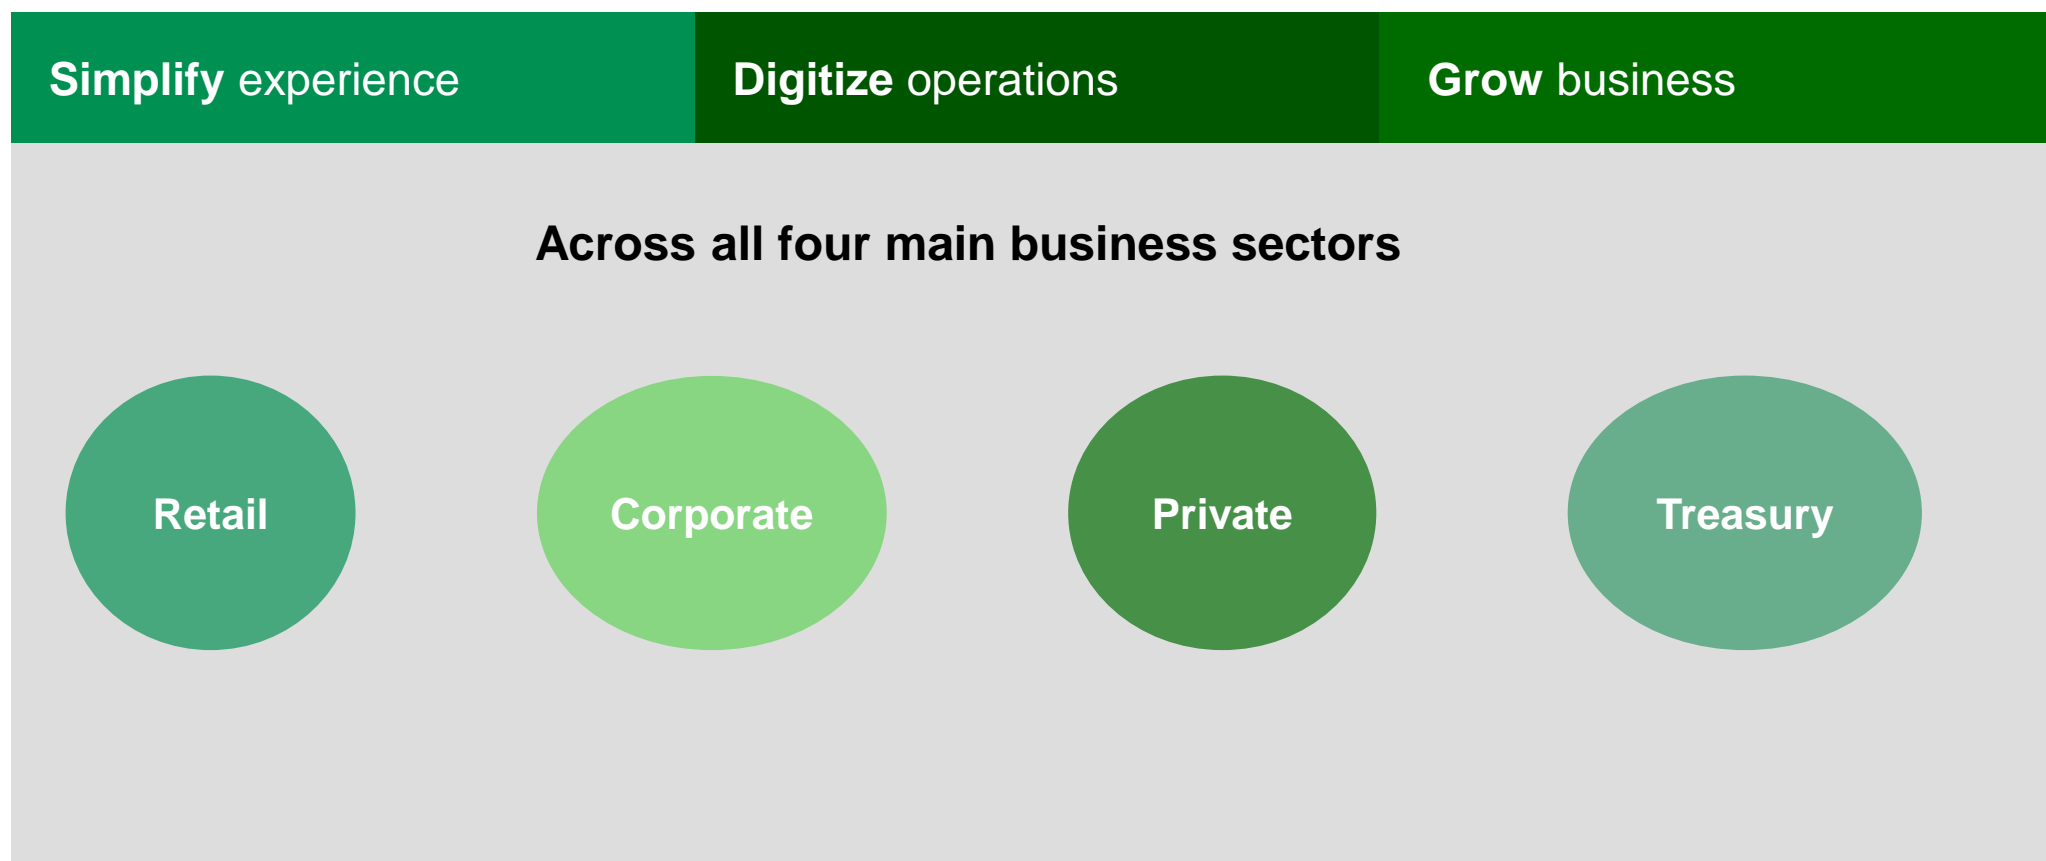 Simplify experience
Digitize operations
Grow business
Across all four main business sectors
Retail
Corporate
Private
Treasury